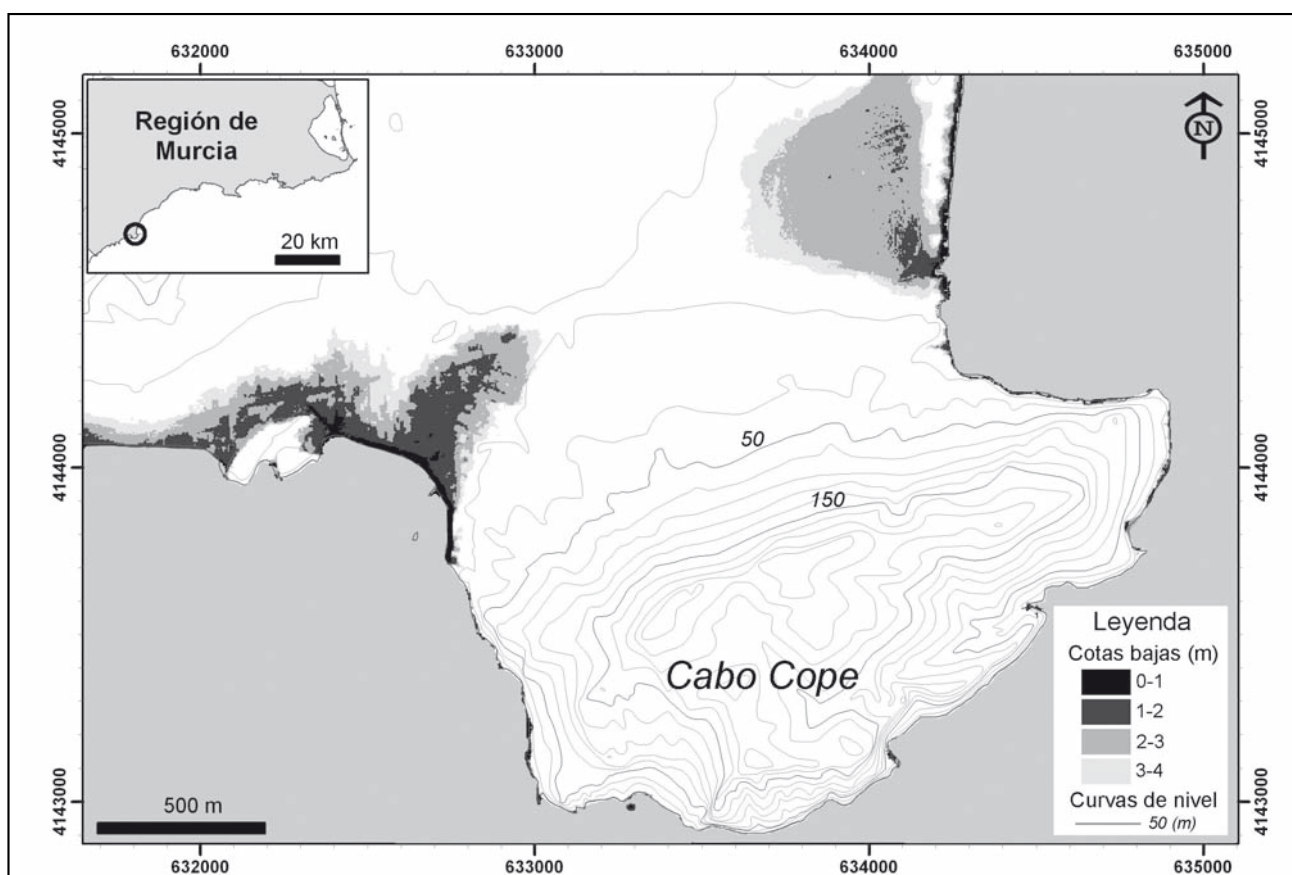 632000
633000
634000
635000
4145000
4145000
Región de
Murcia
20 km
N
4144000
4144000
50
150
Cabo Cope
Leyenda
Cotas bajas (m)
0-1
1-2
2-3
3-4
Curvas de nivel
50 (m)
4143000
4143000
500 m
632000
633000
634000
635000